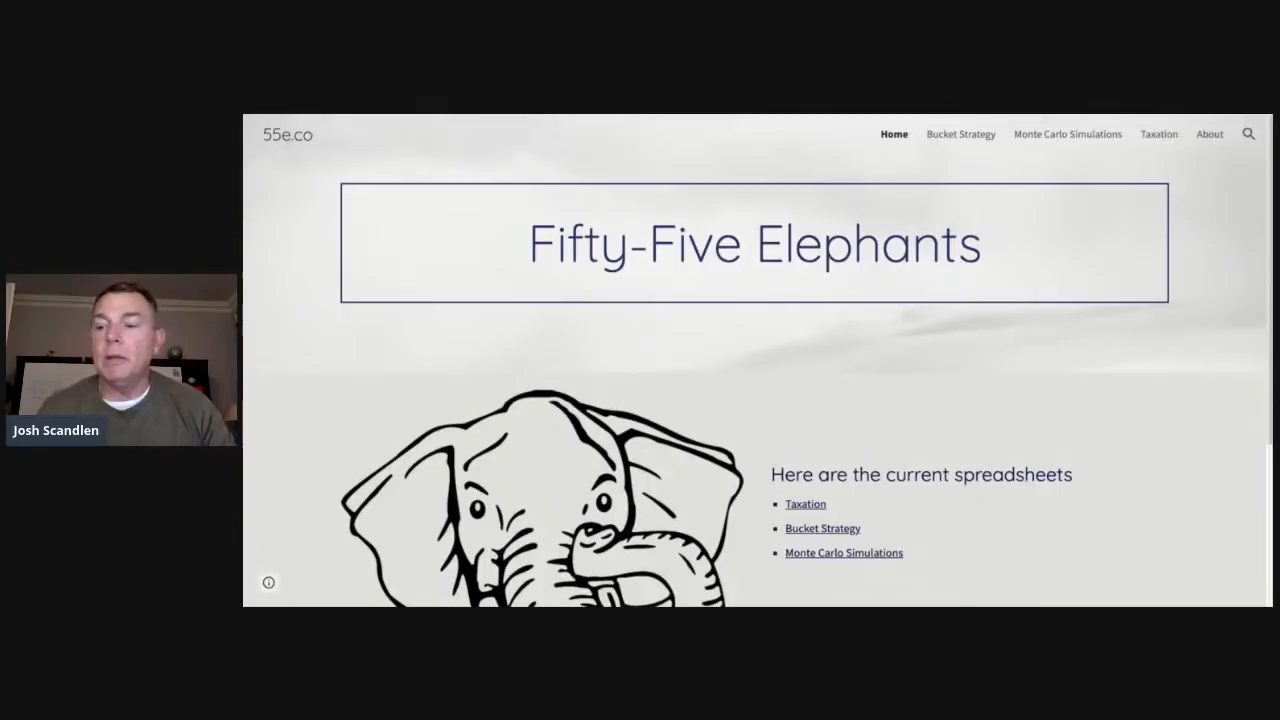 55e.co
Home Bucket Strategy Monte Carlo Simulations Taxation About
Fifty-Five Elephants
Here are the current spreadsheets
Taxation
Bucket Strategy
Monte Carlo Simulations
Josh Scandlen